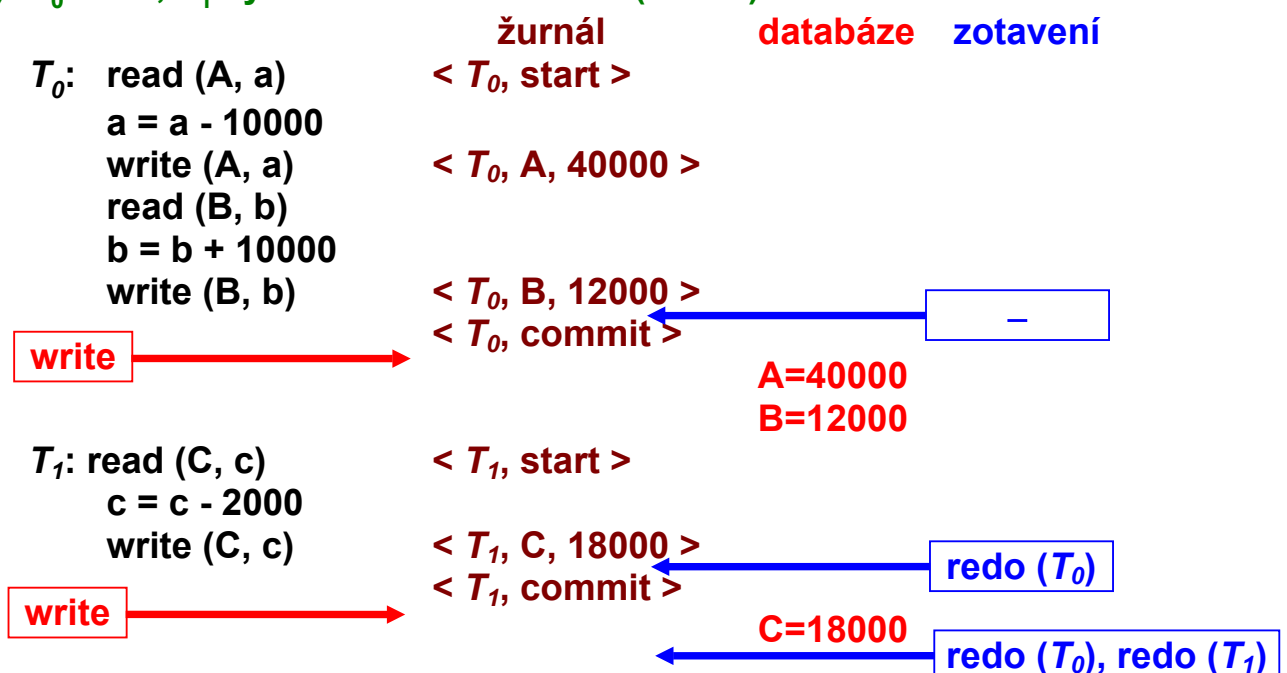 žurnál databáze zotavení
T₀: read (A, a) < T₀, start >
a = a - 10000
write (A, a) < T₀, A, 40000 >
read (B, b)
b = b + 10000
write (B, b) < T₀, B, 12000 >
–
< T₀, commit >
write
A=40000
B=12000
T₁: read (C, c) < T₁, start >
c = c - 2000
write (C, c) < T₁, C, 18000 >
redo (T₀)
< T₁, commit >
write
C=18000
redo (T₀), redo (T₁)